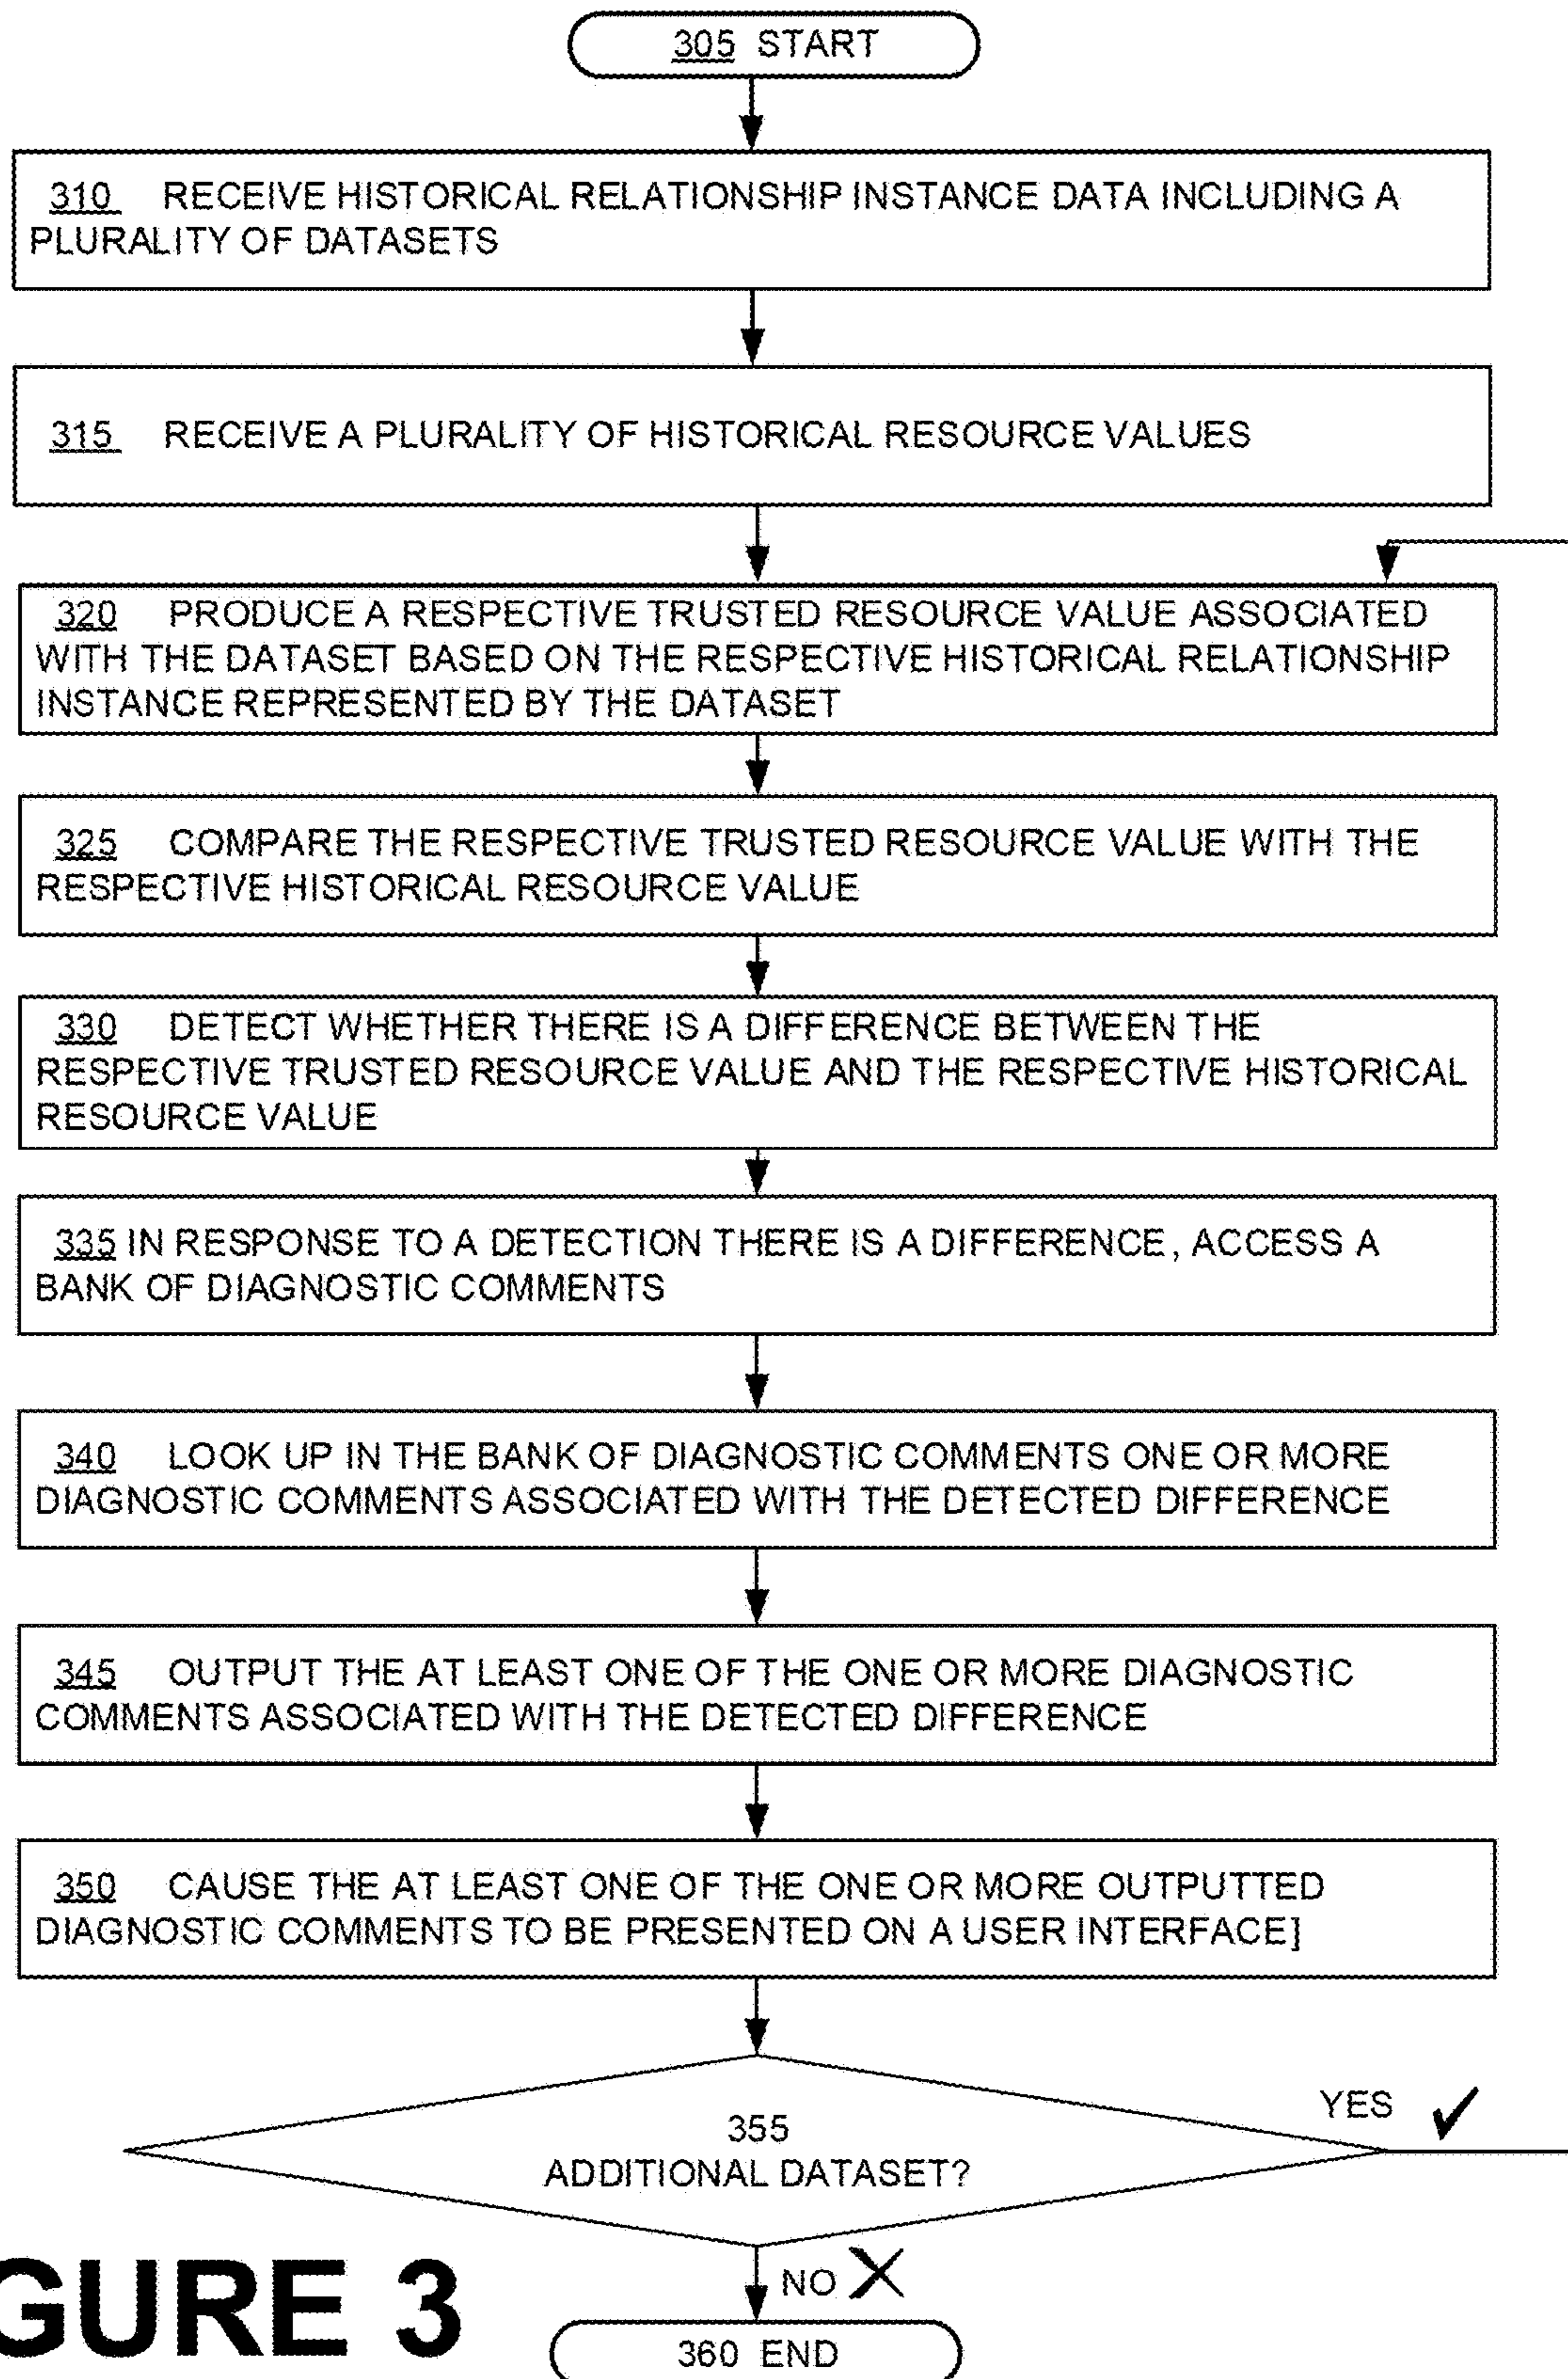 305 START
310 RECEIVE HISTORICAL RELATIONSHIP INSTANCE DATA INCLUDING A
PLURALITY OF DATASETS
315 RECEIVE A PLURALITY OF HISTORICAL RESOURCE VALUES
320 PRODUCE A RESPECTIVE TRUSTED RESOURCE VALUE ASSOCIATED
WITH THE DATASET BASED ON THE RESPECTIVE HISTORICAL RELATIONSHIP
INSTANCE REPRESENTED BY THE DATASET
325 COMPARE THE RESPECTIVE TRUSTED RESOURCE VALUE WITH THE
RESPECTIVE HISTORICAL RESOURCE VALUE
330 DETECT WHETHER THERE IS A DIFFERENCE BETWEEN THE
RESPECTIVE TRUSTED RESOURCE VALUE AND THE RESPECTIVE HISTORICAL
RESOURCE VALUE
335 IN RESPONSE TO A DETECTION THERE IS A DIFFERENCE, ACCESS A
BANK OF DIAGNOSTIC COMMENTS
340 LOOK UP IN THE BANK OF DIAGNOSTIC COMMENTS ONE OR MORE
DIAGNOSTIC COMMENTS ASSOCIATED WITH THE DETECTED DIFFERENCE
345 OUTPUT THE AT LEAST ONE OF THE ONE OR MORE DIAGNOSTIC
COMMENTS ASSOCIATED WITH THE DETECTED DIFFERENCE
350 CAUSE THE AT LEAST ONE OF THE ONE OR MORE OUTPUTTED
DIAGNOSTIC COMMENTS TO BE PRESENTED ON A USER INTERFACE]
YES ✓
355
ADDITIONAL DATASET?
NO X
GURE 3
360 END